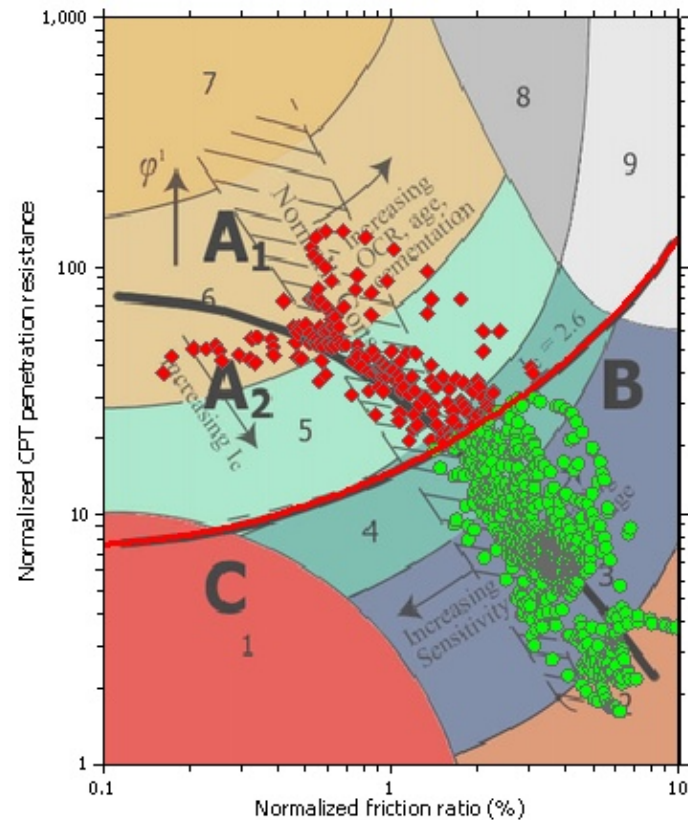 1,000
7
8
9
φ'
Increasing
OCR, age,
cementation
A1
100
6
Ic = 2.6
B
A2
Increasing Ic
5
10
4
3
C
Increasing
Sensitivity
1
2
1
0.1
1
10
Normalized CPT penetration resistance
Normalized friction ratio (%)